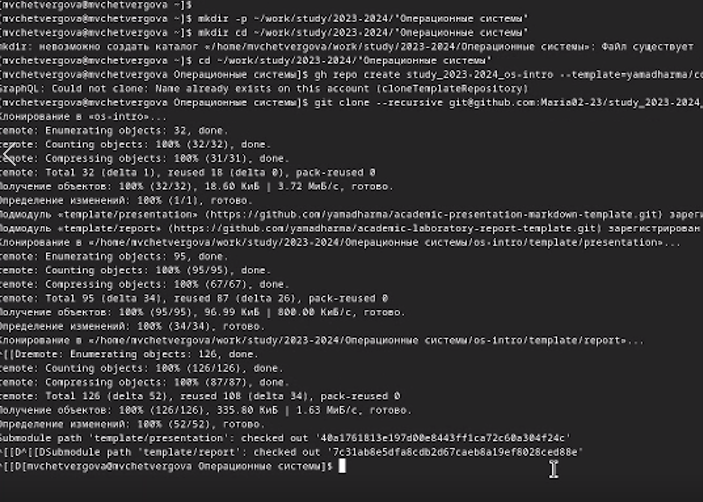 [mvchetvergova@mvchetvergova ~]$
[mvchetvergova@mvchetvergova ~]$ mkdir -p ~/work/study/2023-2024/"Операционные системы"
[mvchetvergova@mvchetvergova ~]$ mkdir cd ~/work/study/2023-2024/"Операционные системы"
mkdir: невозможно создать каталог «/home/mvchetvergova/work/study/2023-2024/Операционные системы»: Файл существует
[mvchetvergova@mvchetvergova ~]$ cd ~/work/study/2023-2024/"Операционные системы"
[mvchetvergova@mvchetvergova Операционные системы]$ gh repo create study_2023-2024_os-intro --template=yamadharma/co
GraphQL: Could not clone: Name already exists on this account (cloneTemplateRepository)
[mvchetvergova@mvchetvergova Операционные системы]$ git clone --recursive git@github.com:Maria02-23/study_2023-2024_
Клонирование в «os-intro»...
remote: Enumerating objects: 32, done.
remote: Counting objects: 100% (32/32), done.
remote: Compressing objects: 100% (31/31), done.
remote: Total 32 (delta 1), reused 18 (delta 0), pack-reused 0
Получение объектов: 100% (32/32), 18.60 КиБ | 3.72 МиБ/с, готово.
Определение изменений: 100% (1/1), готово.
Подмодуль «template/presentation» (https://github.com/yamadharma/academic-presentation-markdown-template.git) зареги
Подмодуль «template/report» (https://github.com/yamadharma/academic-laboratory-report-template.git) зарегистрирован
Клонирование в «/home/mvchetvergova/work/study/2023-2024/Операционные системы/os-intro/template/presentation»...
remote: Enumerating objects: 95, done.
remote: Counting objects: 100% (95/95), done.
remote: Compressing objects: 100% (67/67), done.
remote: Total 95 (delta 34), reused 87 (delta 26), pack-reused 0
Получение объектов: 100% (95/95), 96.99 КиБ | 800.00 КиБ/с, готово.
Определение изменений: 100% (34/34), готово.
Клонирование в «/home/mvchetvergova/work/study/2023-2024/Операционные системы/os-intro/template/report»...
^[[Dremote: Enumerating objects: 126, done.
remote: Counting objects: 100% (126/126), done.
remote: Compressing objects: 100% (87/87), done.
remote: Total 126 (delta 52), reused 108 (delta 34), pack-reused 0
Получение объектов: 100% (126/126), 335.80 КиБ | 1.63 МиБ/с, готово.
Определение изменений: 100% (52/52), готово.
Submodule path 'template/presentation': checked out '40a1761813e197d00e8443ff1ca72c60a304f24c'
^[[D^[[DSubmodule path 'template/report': checked out '7c31ab8e5dfa8cdb2d67caeb8a19ef8028ced88e'
^[[D[mvchetvergova@mvchetvergova Операционные системы]$